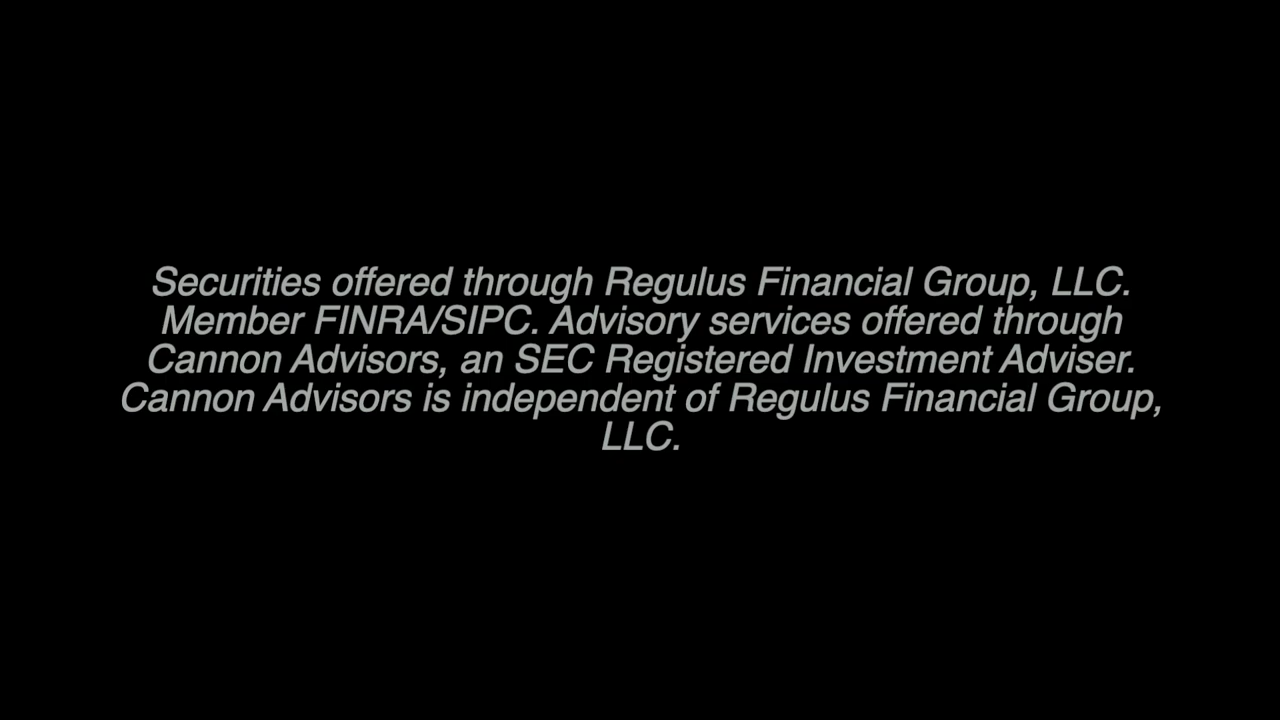 Securities offered through Regulus Financial Group, LLC.
Member FINRA/SIPC. Advisory services offered through
Cannon Advisors, an SEC Registered Investment Adviser.
Cannon Advisors is independent of Regulus Financial Group,
LLC.